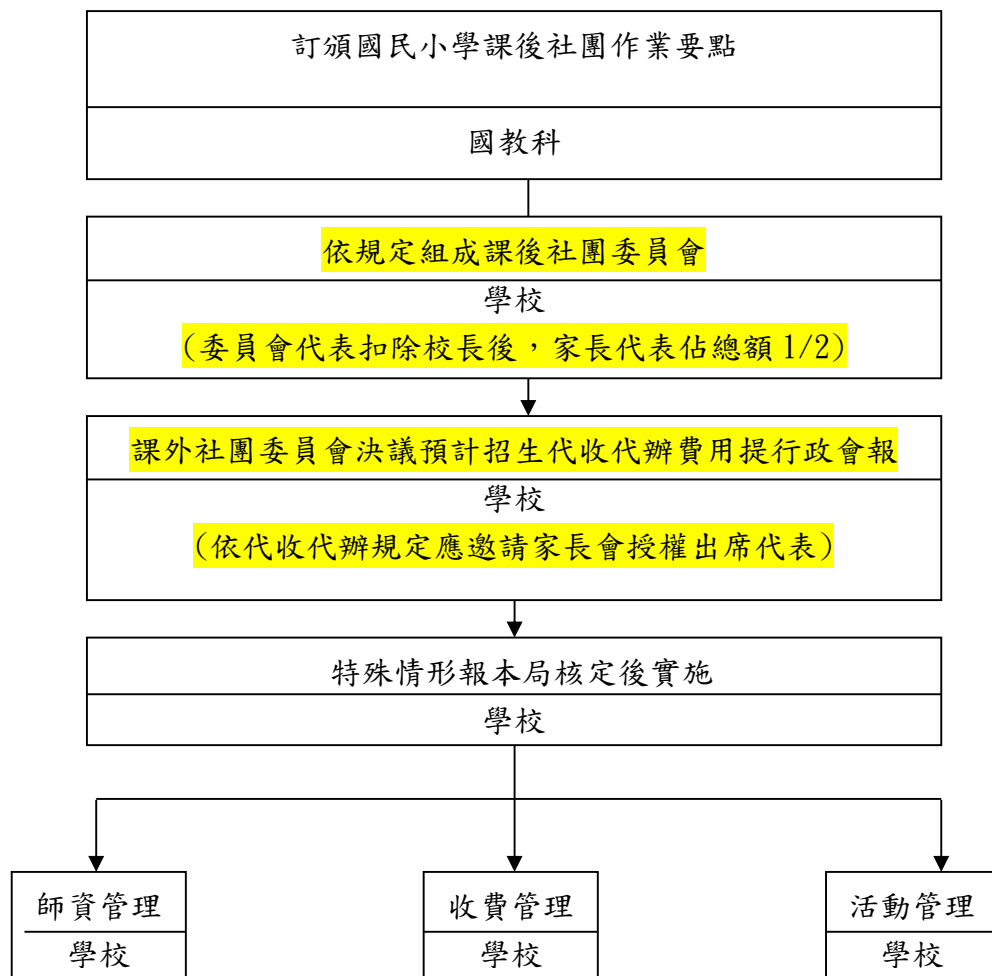 訂頒國民小學課後社團作業要點
國教科
依規定組成課後社團委員會
學校
(委員會代表扣除校長後，家長代表佔總額 1/2)
課外社團委員會決議預計招生代收代辦費用提行政會報
學校
(依代收代辦規定應邀請家長會授權出席代表)
特殊情形報本局核定後實施
學校
師資管理
學校
收費管理
學校
活動管理
學校